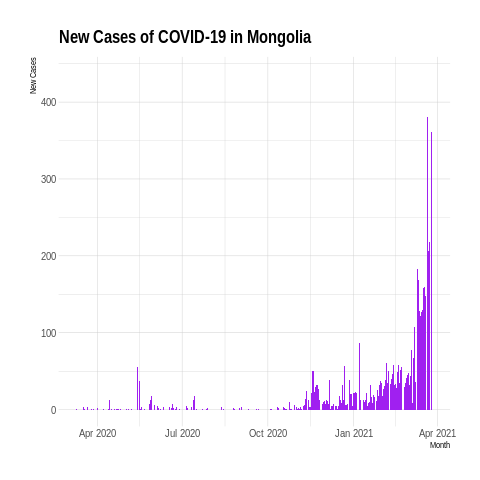 New Cases of COVID-19 in Mongolia
New Cases
400
300
200
100
0
Apr 2020 Jul 2020 Oct 2020 Jan 2021 Apr 2021
Month